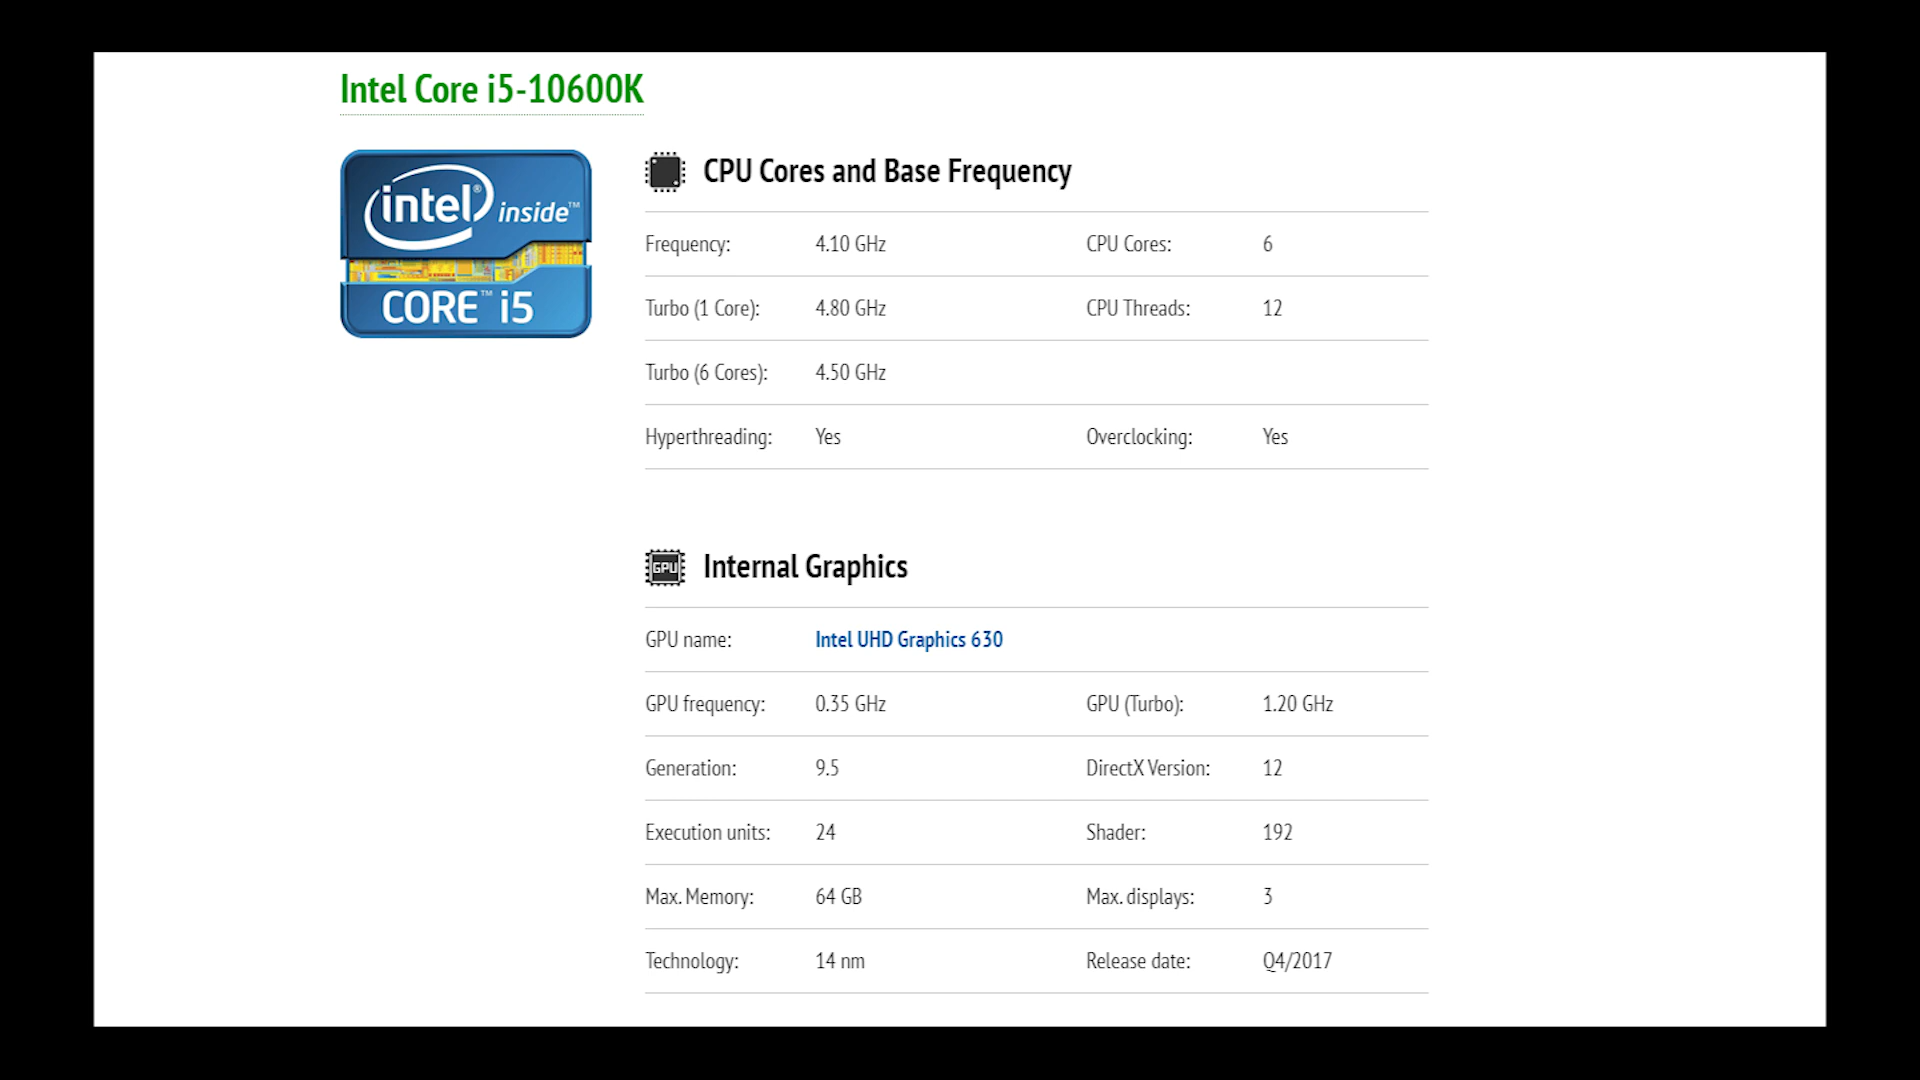 Intel Core i5-10600K
intel® inside™
CORE™ i5
CPU Cores and Base Frequency
Frequency: 4.10 GHz CPU Cores: 6
Turbo (1 Core): 4.80 GHz CPU Threads: 12
Turbo (6 Cores): 4.50 GHz
Hyperthreading: Yes Overclocking: Yes
GPU Internal Graphics
GPU name: Intel UHD Graphics 630
GPU frequency: 0.35 GHz GPU (Turbo): 1.20 GHz
Generation: 9.5 DirectX Version: 12
Execution units: 24 Shader: 192
Max. Memory: 64 GB Max. displays: 3
Technology: 14 nm Release date: Q4/2017